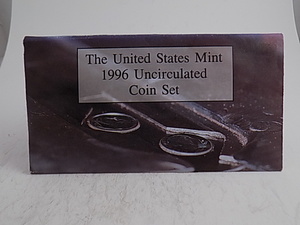 The United States Mint
1996 Uncirculated
Coin Set